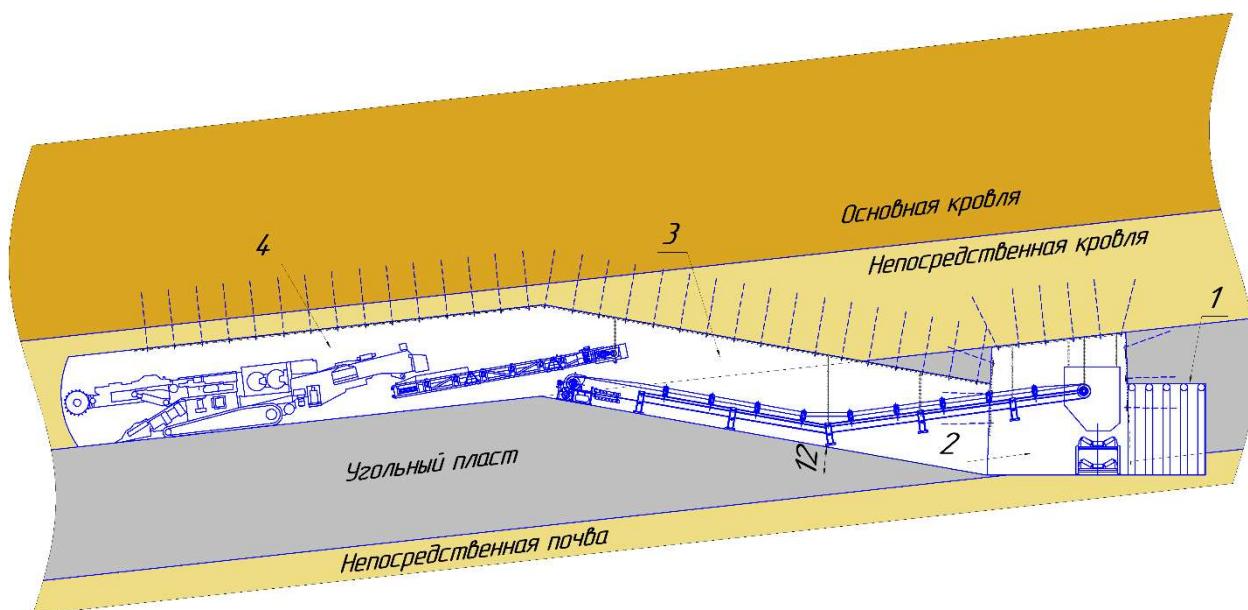 Основная кровля
Непосредственная кровля
4
3
1
2
12
Угольный пласт
Непосредственная почва